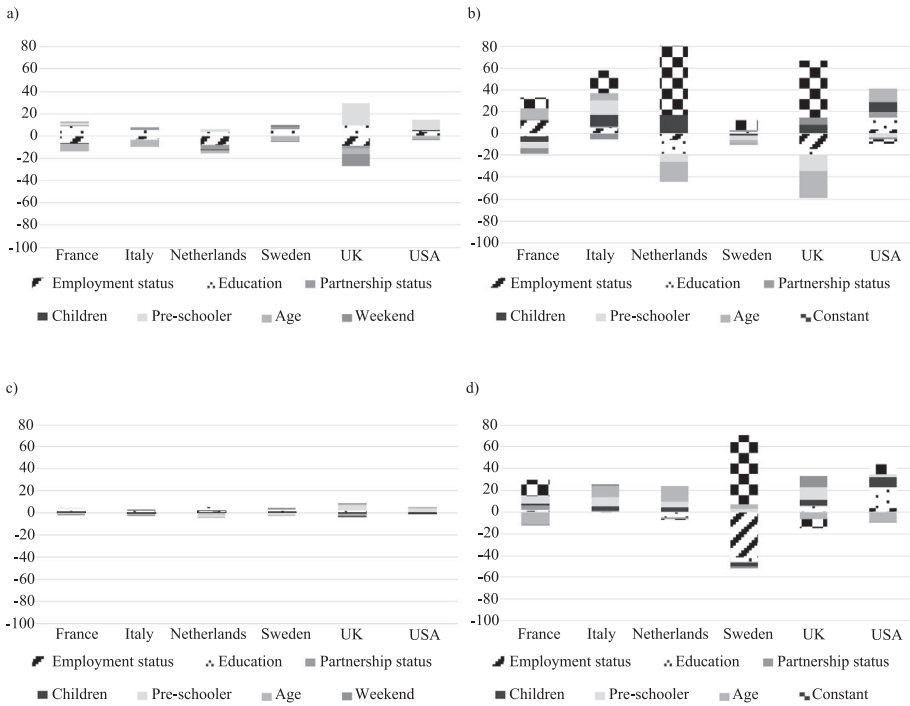 a)
80
60
40
20
0
-20
-40
-60
-80
-100
France Italy Netherlands Sweden UK USA
Employment status Education Partnership status
Children Pre-schooler Age Weekend
b)
80
60
40
20
0
-20
-40
-60
-80
-100
France Italy Netherlands Sweden UK USA
Employment status Education Partnership status
Children Pre-schooler Age Constant
c)
80
60
40
20
0
-20
-40
-60
-80
-100
France Italy Netherlands Sweden UK USA
Employment status Education Partnership status
Children Pre-schooler Age Weekend
d)
80
60
40
20
0
-20
-40
-60
-80
-100
France Italy Netherlands Sweden UK USA
Employment status Education Partnership status
Children Pre-schooler Age Constant